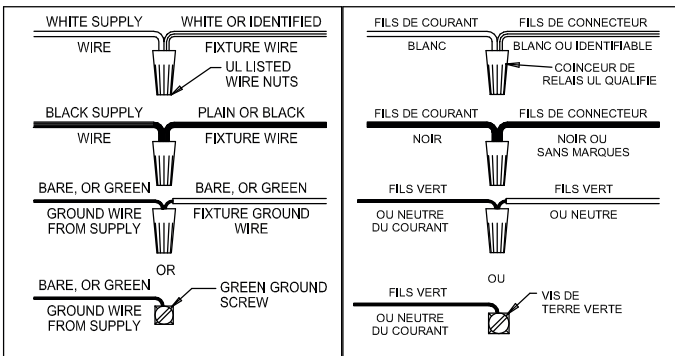 WHITE SUPPLY
WIRE
WHITE OR IDENTIFIED
FIXTURE WIRE
UL LISTED
WIRE NUTS
BLACK SUPPLY
WIRE
PLAIN OR BLACK
FIXTURE WIRE
BARE, OR GREEN
GROUND WIRE
FROM SUPPLY
BARE, OR GREEN
FIXTURE GROUND
WIRE
OR
BARE, OR GREEN
GROUND WIRE
FROM SUPPLY
GREEN GROUND
SCREW
FILS DE COURANT
BLANC
FILS DE CONNECTEUR
BLANC OU IDENTIFIABLE
COINCEUR DE
RELAIS UL QUALIFIE
FILS DE COURANT
NOIR
FILS DE CONNECTEUR
NOIR OU
SANS MARQUES
FILS VERT
OU NEUTRE
DU COURANT
FILS VERT
OU NEUTRE
OU
FILS VERT
OU NEUTRE
DU COURANT
VIS DE
TERRE VERTE